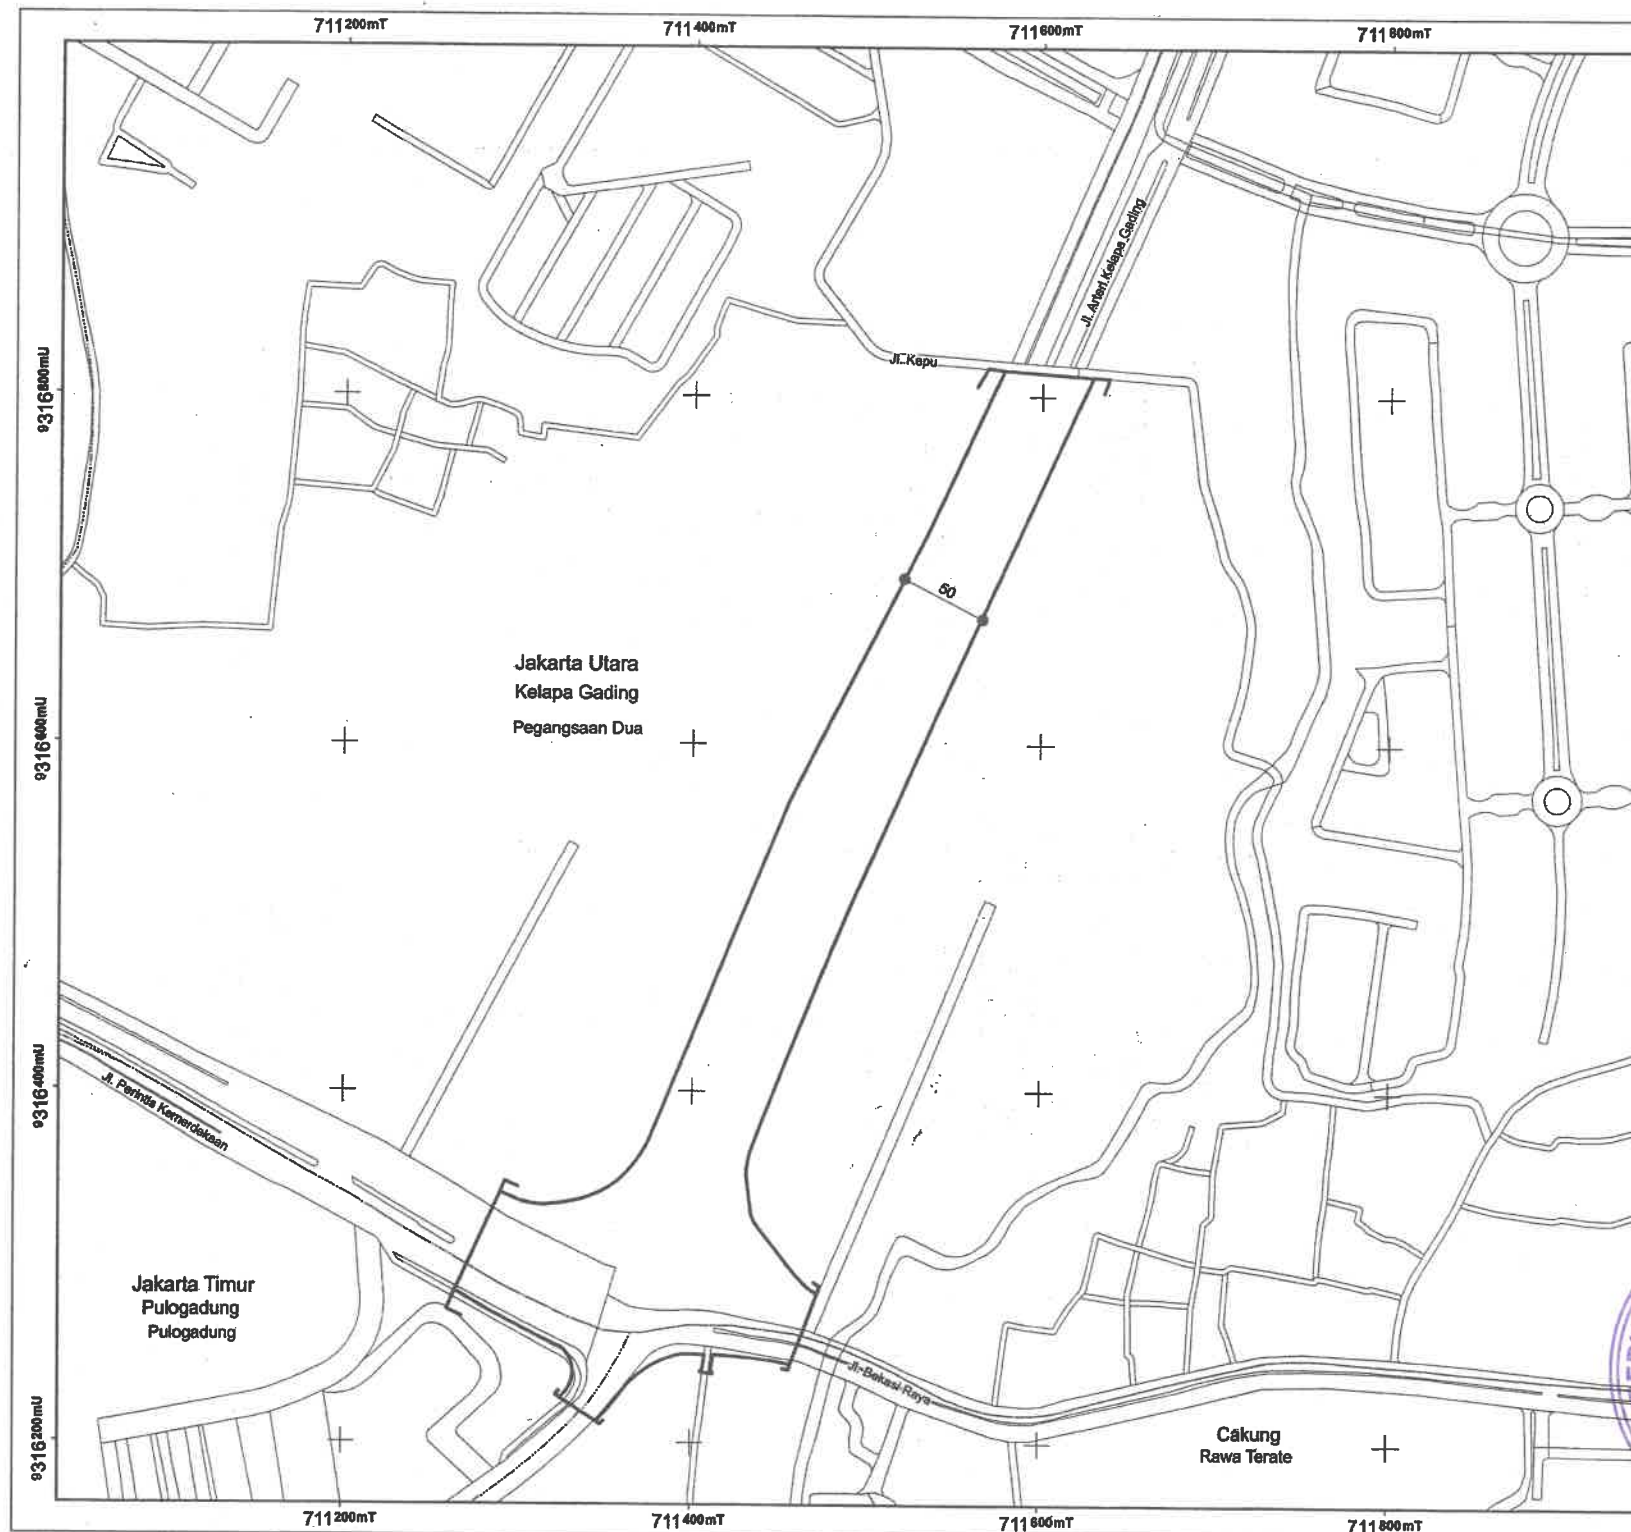 711200mT
711400mT
711600mT
711800mT
Jl. Arteri Kelapa Gading
Jl. Kapu
9316800mU
50
Jakarta Utara
Kelapa Gading
Pegangsaan Dua
9316600mU
9316400mU
Jl. Perintis Kemerdekaan
Jakarta Timur
Pulogadung
Pulogadung
Jl. Bekasi Raya
Cakung
Rawa Terate
9316200mU
711200mT
711400mT
711600mT
711800mT